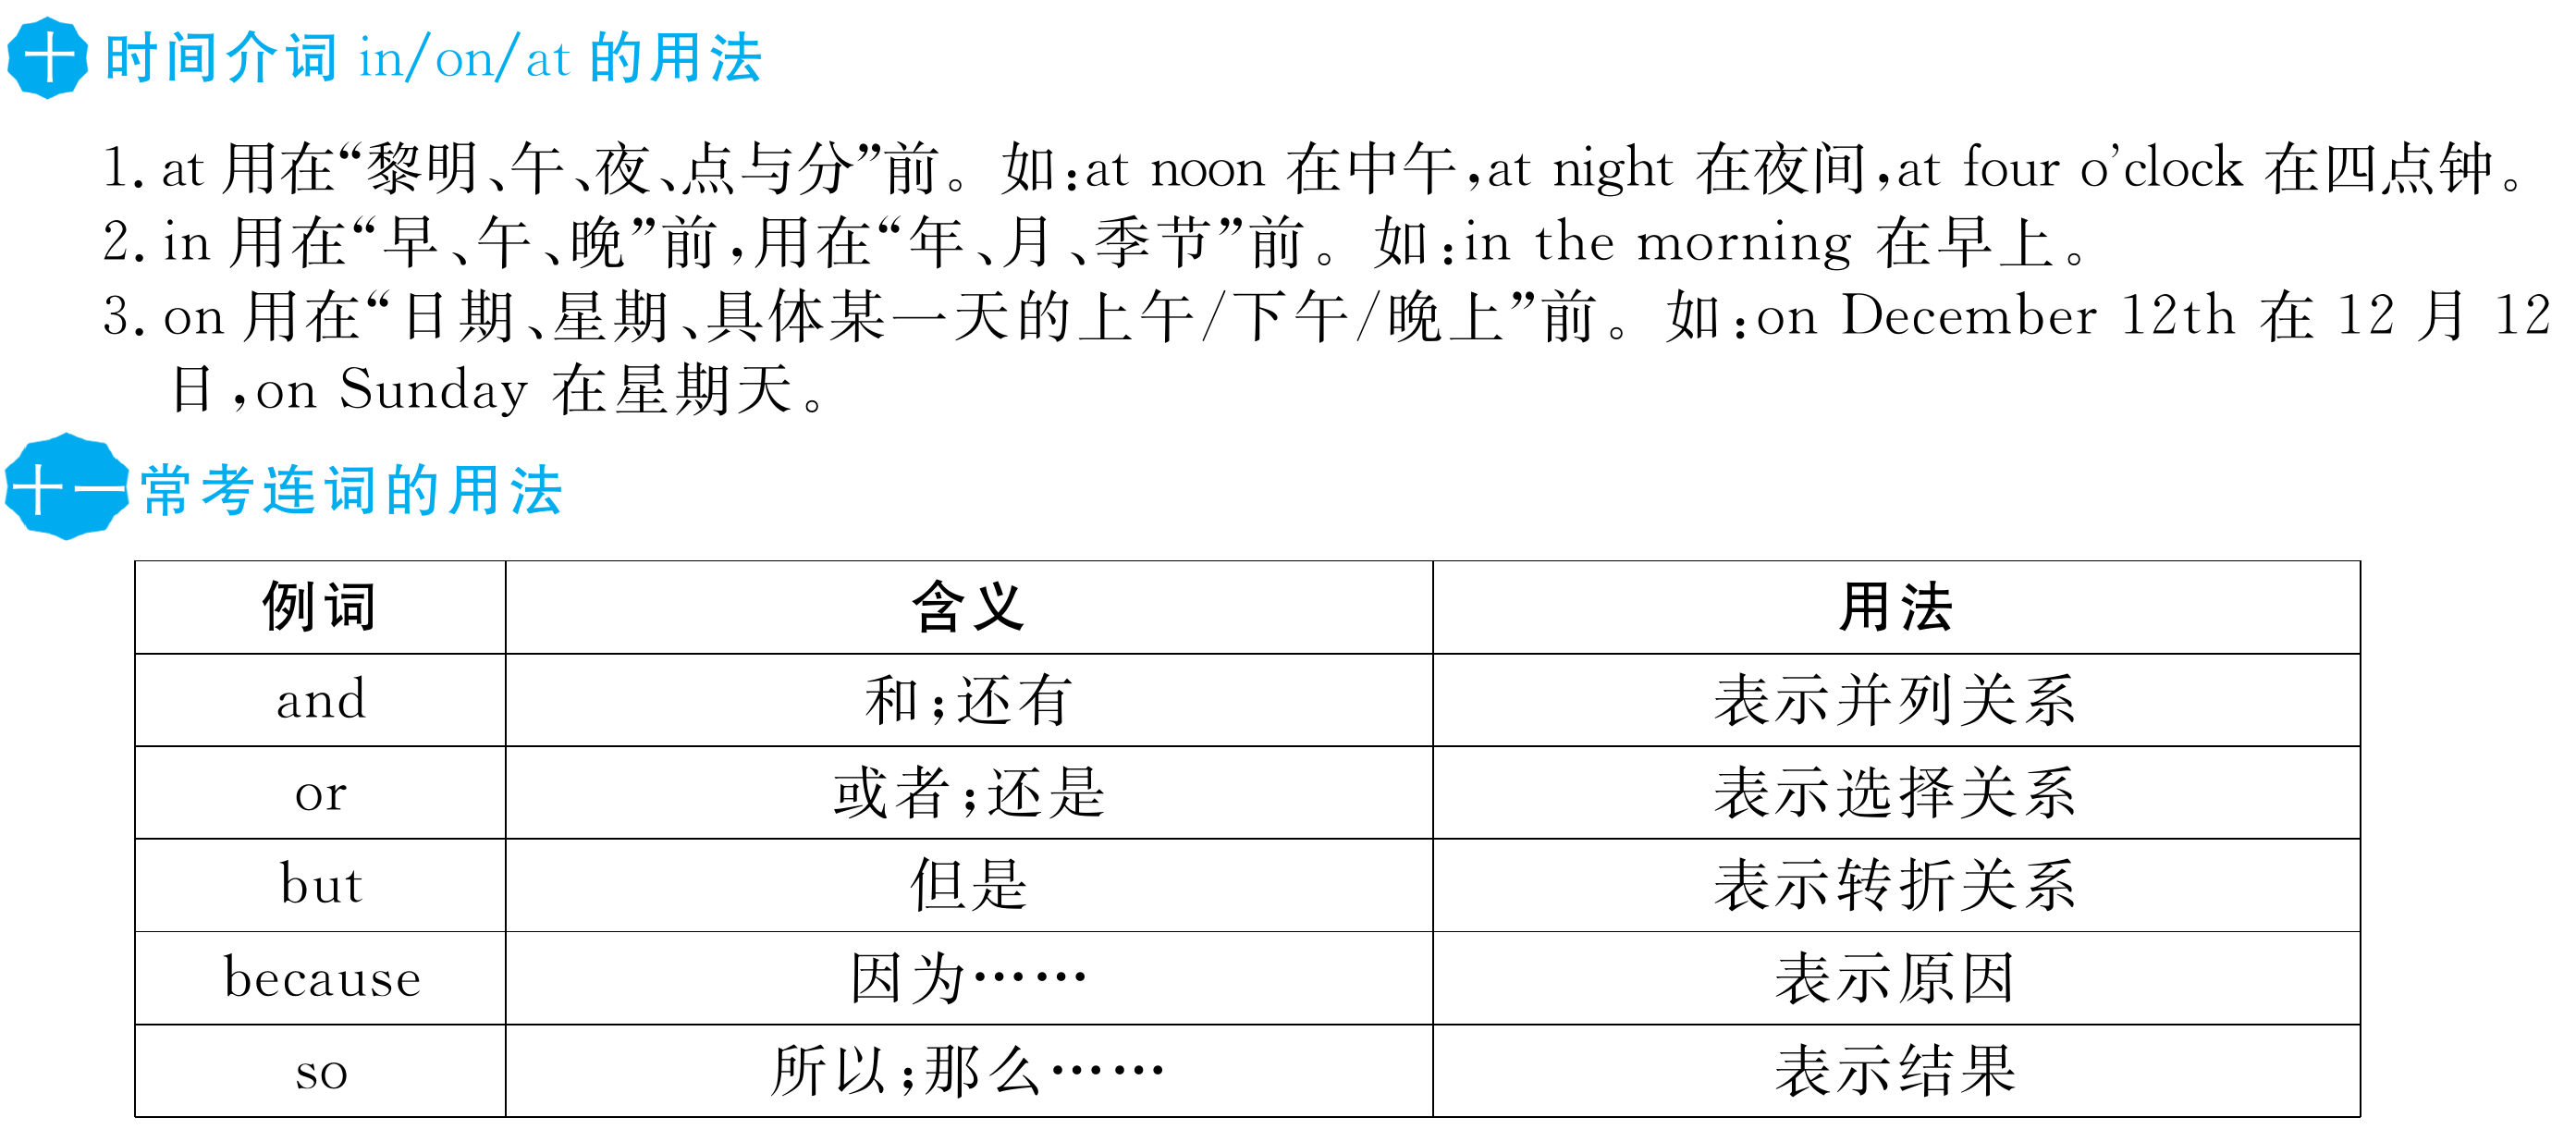 十 时间介词 in/on/at 的用法
1. at 用在“黎明、午、夜、点与分”前。如:at noon 在中午,at night 在夜间,at four o’clock 在四点钟。
2. in 用在“早、午、晚”前,用在“年、月、季节”前。如:in the morning 在早上。
3. on 用在“日期、星期、具体某一天的上午/下午/晚上”前。如:on December 12th 在 12 月 12
日,on Sunday 在星期天。
十一 常考连词的用法
例词 含义 用法
and 和;还有 表示并列关系
or 或者;还是 表示选择关系
but 但是 表示转折关系
because 因为…… 表示原因
so 所以;那么…… 表示结果